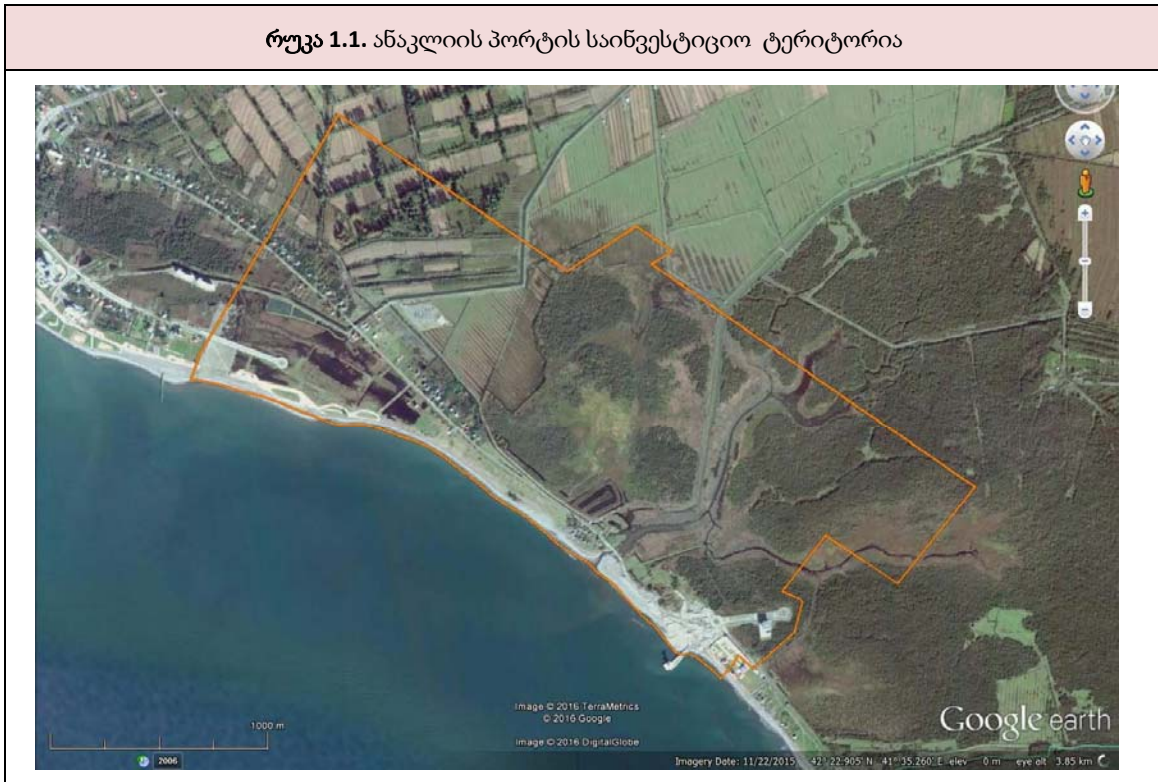 რუკა 1.1. ანაკლიის პორტის საინვესტიციო ტერიტორია
1000 m
2006
Image © 2016 TerraMetrics
© 2016 Google
Image © 2016 DigitalGlobe
Google earth
Imagery Date: 11/22/2015 42°22.905' N 41°35.260' E elev 0 m eye alt 3.85 km